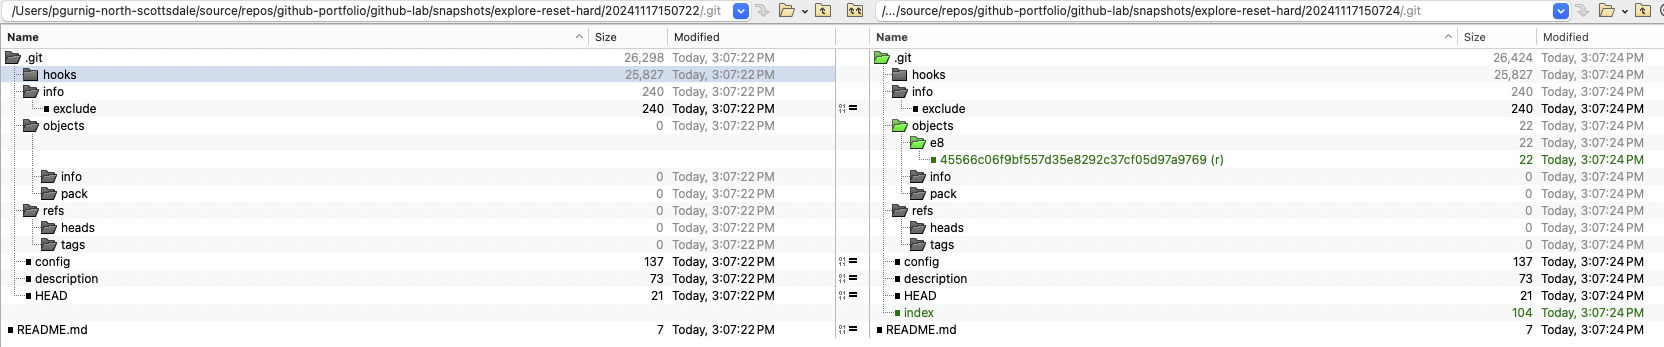 /Users/pgurnig-north-scottsdale/source/repos/github-portfolio/github-lab/snapshots/explore-reset-hard/20241117150722/.git /.../source/repos/github-portfolio/github-lab/snapshots/explore-reset-hard/20241117150724/.git
Name Size Modified Name Size Modified
.git 26,298 Today, 3:07:22 PM .git 26,424 Today, 3:07:24 PM
hooks 25,827 Today, 3:07:22 PM hooks 25,827 Today, 3:07:24 PM
info 240 Today, 3:07:22 PM info 240 Today, 3:07:24 PM
exclude 240 Today, 3:07:22 PM = exclude 240 Today, 3:07:24 PM
objects 0 Today, 3:07:22 PM objects 22 Today, 3:07:24 PM
e8 22 Today, 3:07:24 PM
45566c06f9bf557d35e8292c37cf05d97a9769 (r) 22 Today, 3:07:24 PM
info 0 Today, 3:07:22 PM info 0 Today, 3:07:24 PM
pack 0 Today, 3:07:22 PM pack 0 Today, 3:07:24 PM
refs 0 Today, 3:07:22 PM refs 0 Today, 3:07:24 PM
heads 0 Today, 3:07:22 PM heads 0 Today, 3:07:24 PM
tags 0 Today, 3:07:22 PM tags 0 Today, 3:07:24 PM
config 137 Today, 3:07:22 PM = config 137 Today, 3:07:24 PM
description 73 Today, 3:07:22 PM = description 73 Today, 3:07:24 PM
HEAD 21 Today, 3:07:22 PM = HEAD 21 Today, 3:07:24 PM
index 104 Today, 3:07:24 PM
README.md 7 Today, 3:07:22 PM = README.md 7 Today, 3:07:24 PM